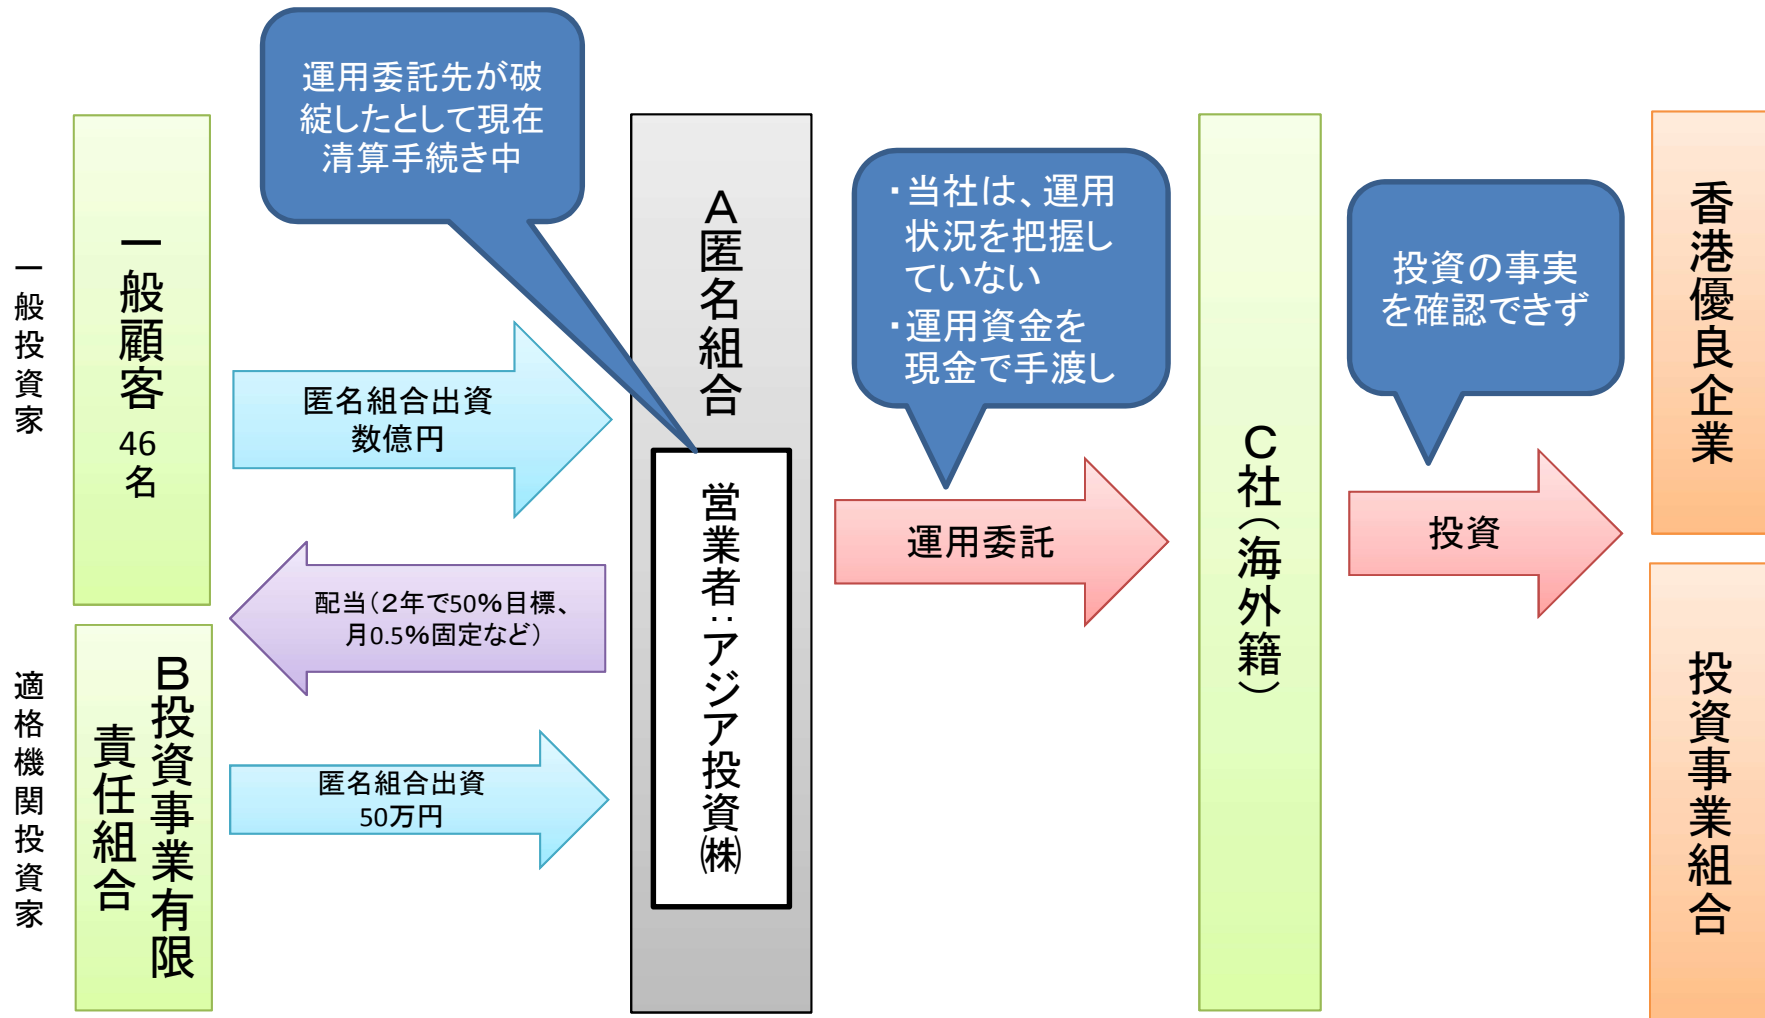 一般投資家
一般顧客 46名
適格機関投資家
B投資事業有限
責任組合
運用委託先が破
綻したとして現在
清算手続き中
匿名組合出資
数億円
配当(2年で50%目標、
月0.5%固定など)
匿名組合出資
50万円
A匿名組合
営業者:アジア投資㈱
・当社は、運用
状況を把握し
ていない
・運用資金を
現金で手渡し
運用委託
C社(海外籍)
投資の事実
を確認できず
投資
香港優良企業
投資事業組合